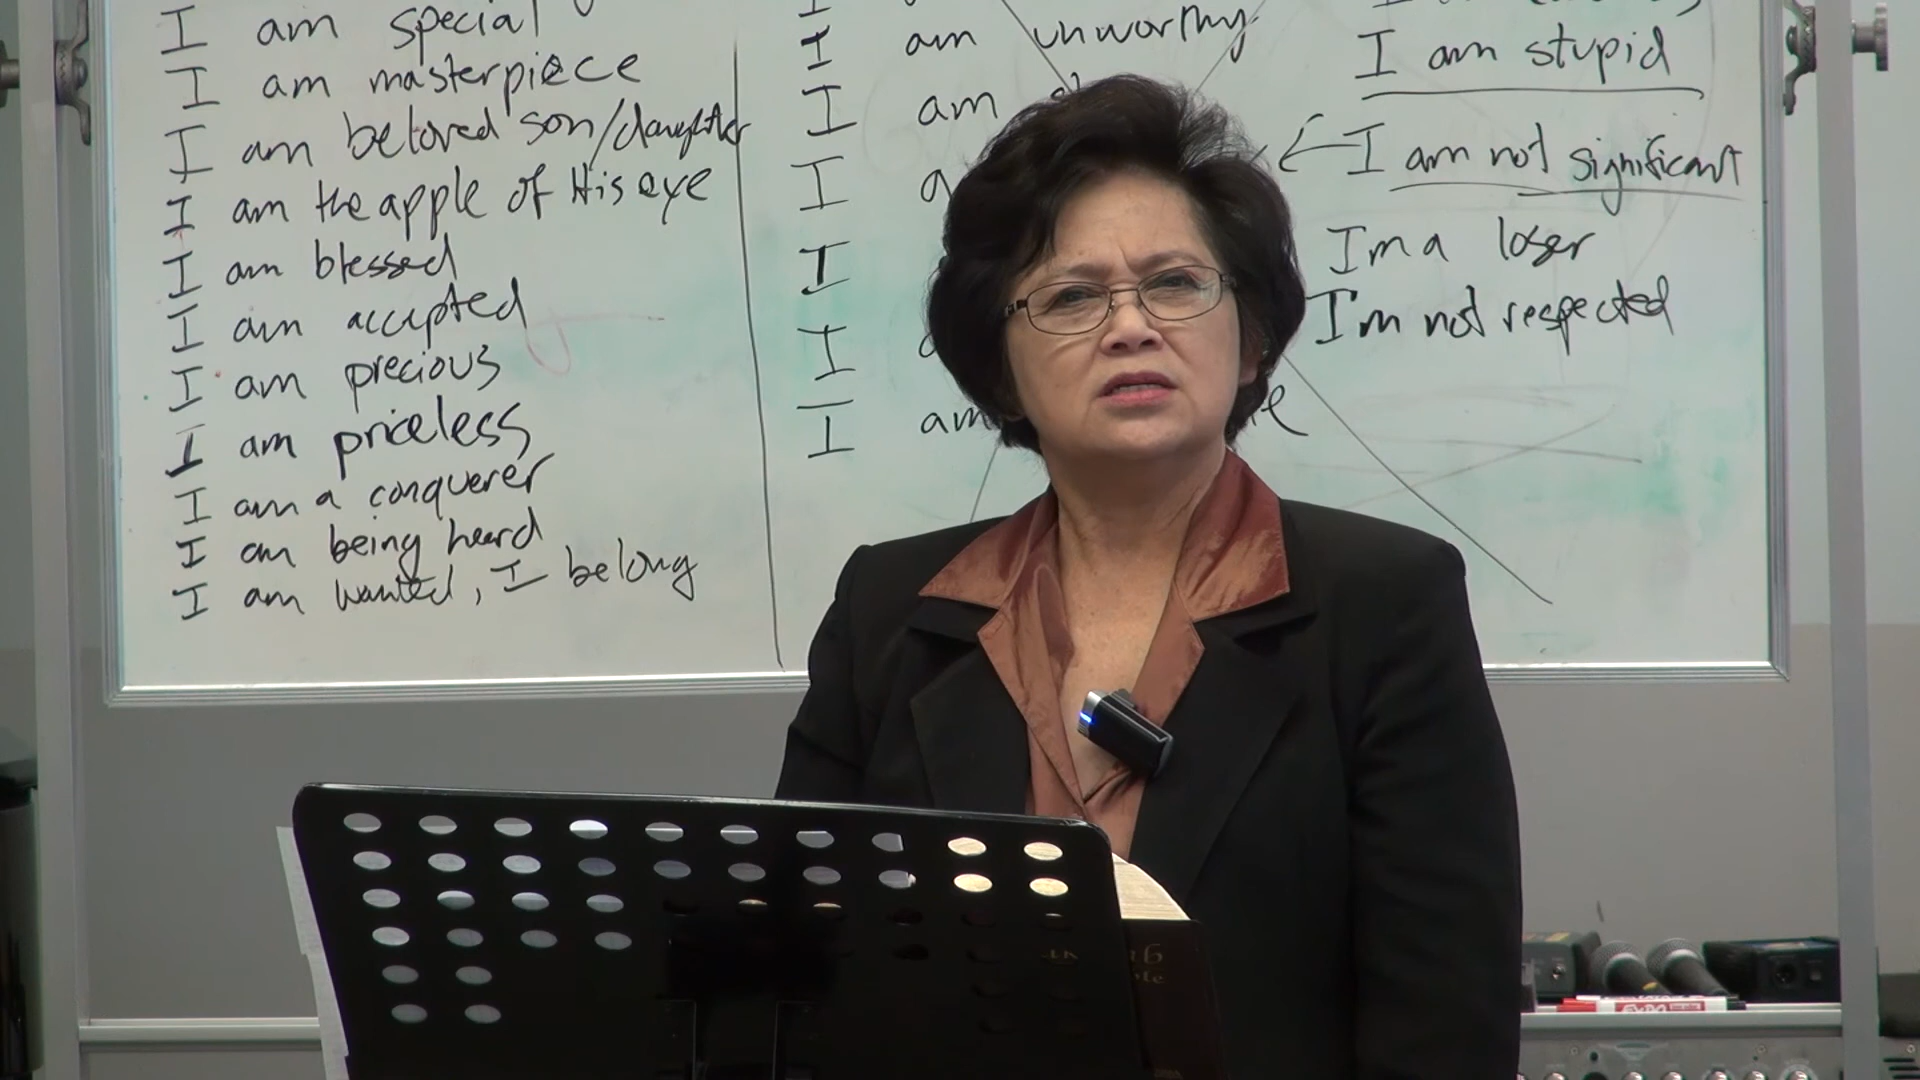 I am special
I am masterpiece
I am beloved son/daughter
I am the apple of His eye
I am blessed
I am accepted
I am precious
I am priceless
I am a conquerer
I am being heard
I am wanted, I belong
I
I am unworthy
I am
I
I
I
I am
I am stupid
I am not significant
I'm a loser
I'm not respected
EXPO